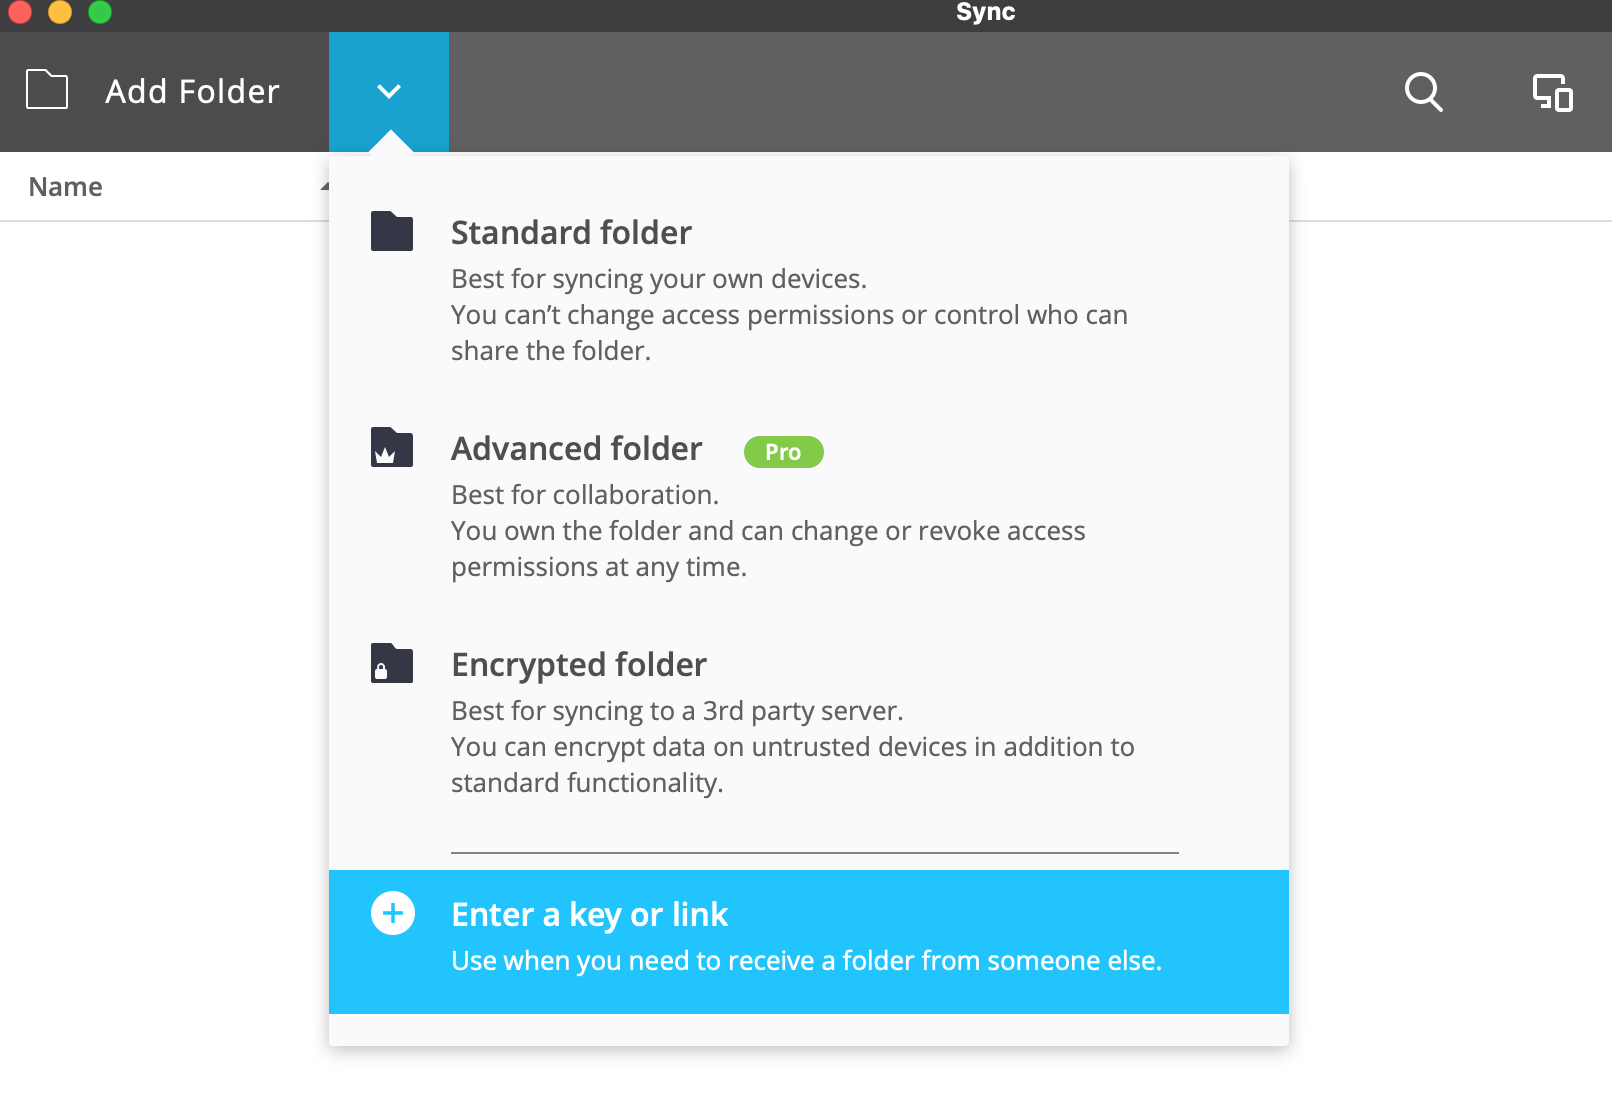 Sync
Add Folder
Name
Standard folder
Best for syncing your own devices.
You can’t change access permissions or control who can
share the folder.
Advanced folder Pro
Best for collaboration.
You own the folder and can change or revoke access
permissions at any time.
Encrypted folder
Best for syncing to a 3rd party server.
You can encrypt data on untrusted devices in addition to
standard functionality.
Enter a key or link
Use when you need to receive a folder from someone else.